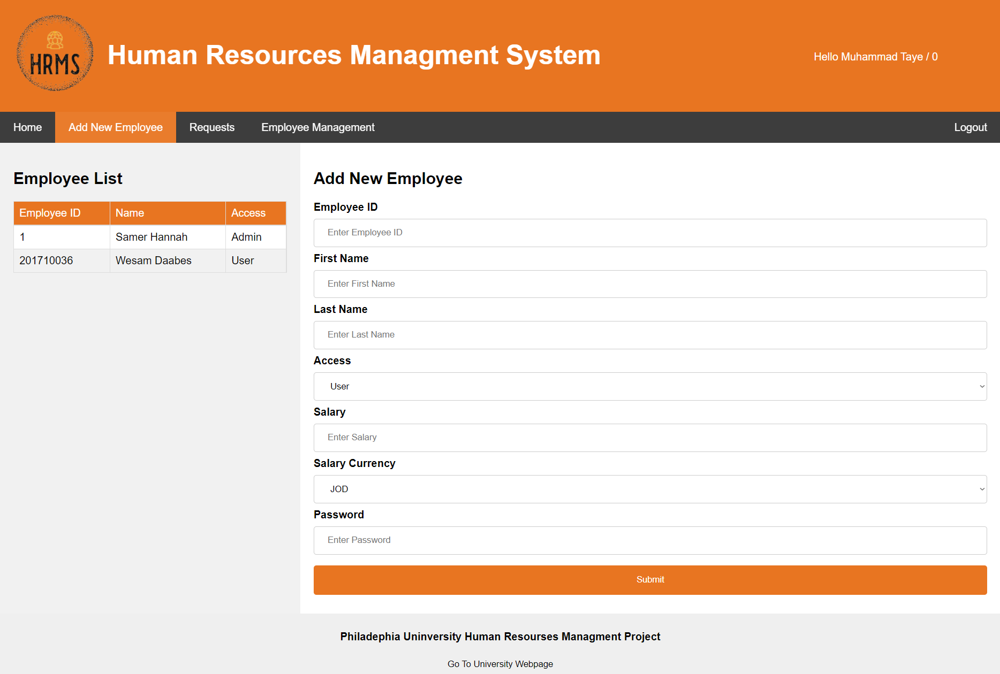 HRMS
Human Resources Managment System
Hello Muhammad Taye / 0
Home Add New Employee Requests Employee Management Logout
Employee List
Employee ID Name Access
1 Samer Hannah Admin
201710036 Wesam Daabes User
Add New Employee
Employee ID
Enter Employee ID
First Name
Enter First Name
Last Name
Enter Last Name
Access
User
Salary
Enter Salary
Salary Currency
JOD
Password
Enter Password
Submit
Philadephia Uninversity Human Resourses Managment Project
Go To University Webpage